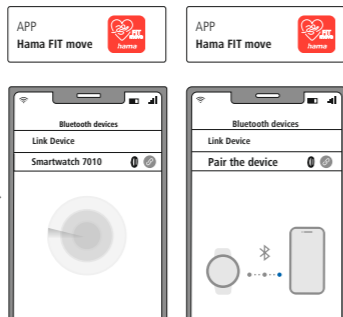 APP
Hama FIT move
FIT
MOVE
hama
APP
Hama FIT move
FIT
MOVE
hama
Bluetooth devices
Link Device
Smartwatch 7010
Bluetooth devices
Link Device
Pair the device